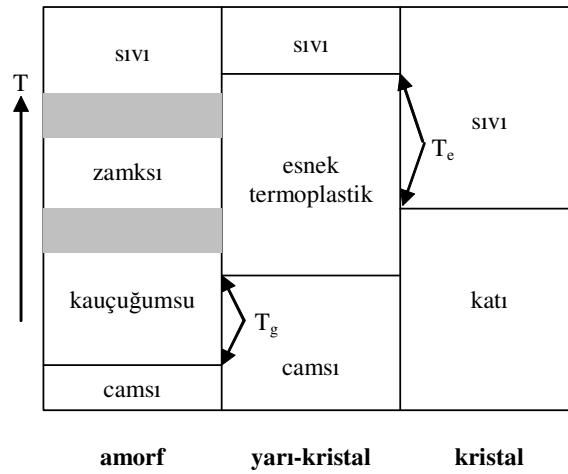 T
sıvı
zamksı
kauçuğumsu
camsı
sıvı
esnek
termoplastik
camsı
Tg
sıvı
katı
Te
amorf
yarı-kristal
kristal